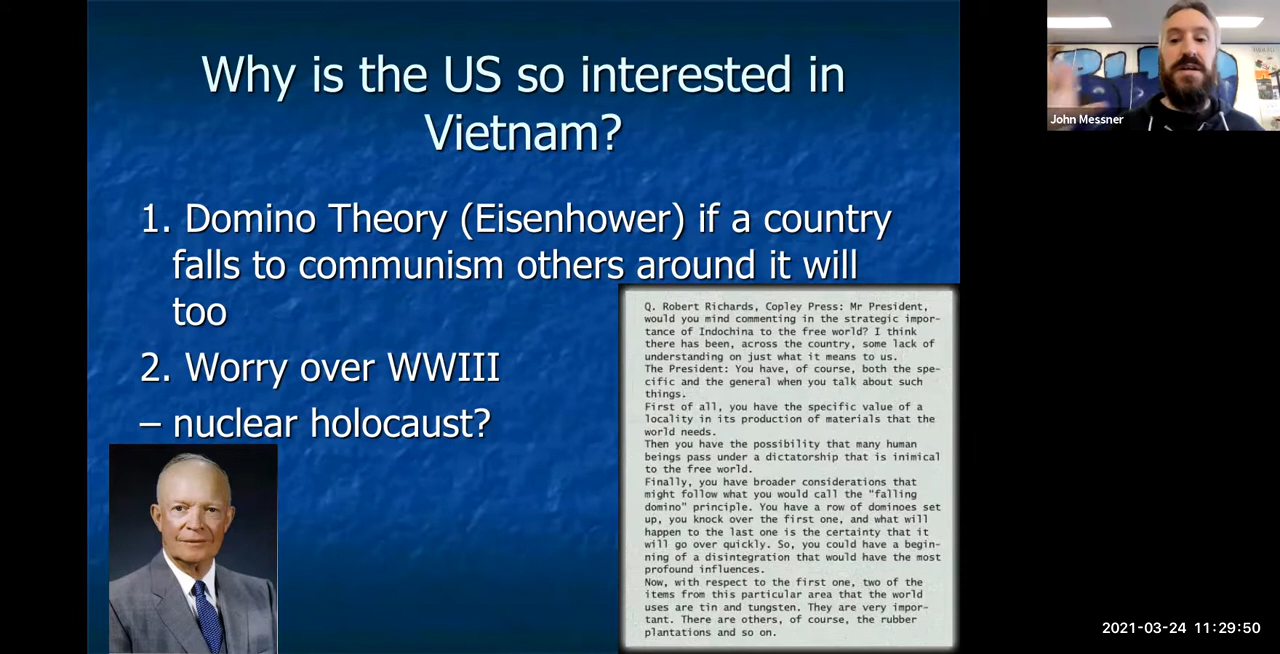 Why is the US so interested in
Vietnam?
1. Domino Theory (Eisenhower) if a country
falls to communism others around it will
too
2. Worry over WWIII
– nuclear holocaust?
Q. Robert Richards, Copley Press: Mr President,
would you mind commenting in the strategic impor-
tance of Indochina to the free world? I think
there has been, across the country, some lack of
understanding on just what it means to us.
The President: You have, of course, both the spe-
cific and the general when you talk about such
things.
First of all, you have the specific value of a
locality in its production of materials that the
world needs.
Then you have the possibility that many human
beings pass under a dictatorship that is inimical
to the free world.
Finally, you have broader considerations that
might follow what you would call the "falling
domino" principle. You have a row of dominoes set
up, you knock over the first one, and what will
happen to the last one is the certainty that it
will go over quickly. So, you could have a begin-
ning of a disintegration that would have the most
profound influences.
Now, with respect to the first one, two of the
items from this particular area that the world
uses are tin and tungsten. They are very impor-
tant. There are others, of course, the rubber
plantations and so on.
John Messner
2021-03-24 11:29:50